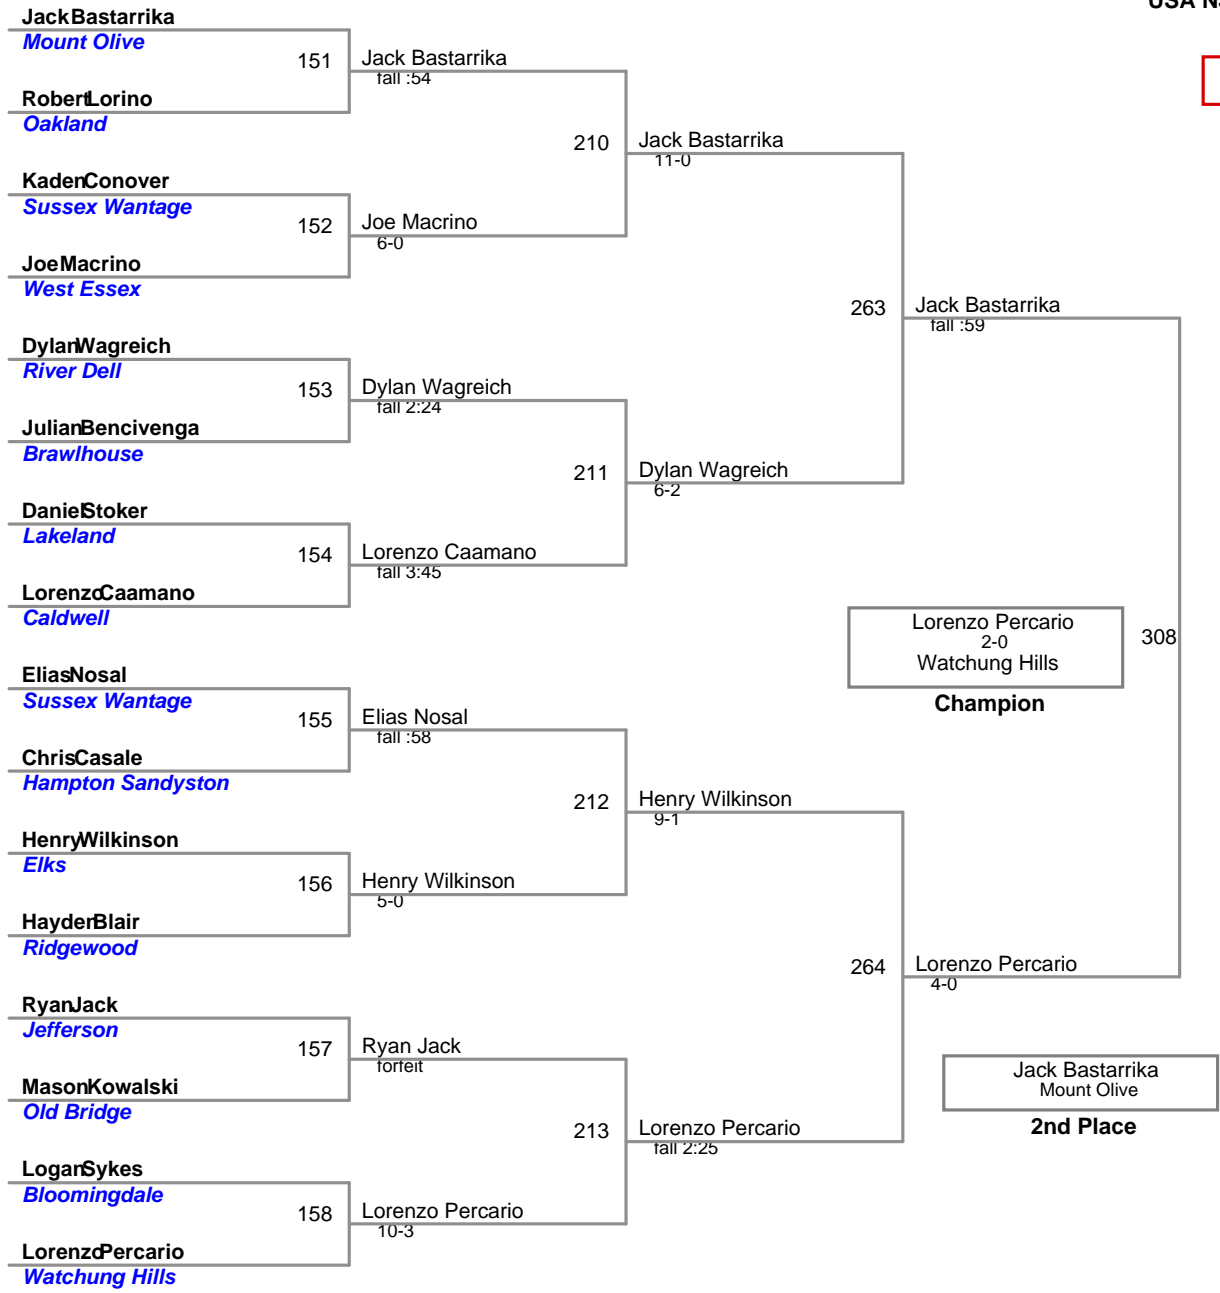 USA NJ
Jack Bastarrika
Mount Olive
151
Jack Bastarrika
fall :54
Robert Lorino
Oakland
210
Jack Bastarrika
11-0
Kaden Conover
Sussex Wantage
152
Joe Macrino
6-0
Joe Macrino
West Essex
263
Jack Bastarrika
fall :59
Dylan Wagreich
River Dell
153
Dylan Wagreich
fall 2:24
Julian Bencivenga
Brawlhouse
211
Dylan Wagreich
6-2
Daniel Stoker
Lakeland
154
Lorenzo Caamano
fall 3:45
Lorenzo Caamano
Caldwell
Lorenzo Percario
2-0
Watchung Hills
Champion
308
Elias Nosal
Sussex Wantage
155
Elias Nosal
fall :58
Chris Casale
Hampton Sandyston
212
Henry Wilkinson
9-1
Henry Wilkinson
Elks
156
Henry Wilkinson
5-0
Hayden Blair
Ridgewood
264
Lorenzo Percario
4-0
Ryan Jack
Jefferson
157
Ryan Jack
forfeit
Mason Kowalski
Old Bridge
Jack Bastarrika
Mount Olive
2nd Place
213
Lorenzo Percario
fall 2:25
Logan Sykes
Bloomingdale
158
Lorenzo Percario
10-3
Lorenzo Percario
Watchung Hills